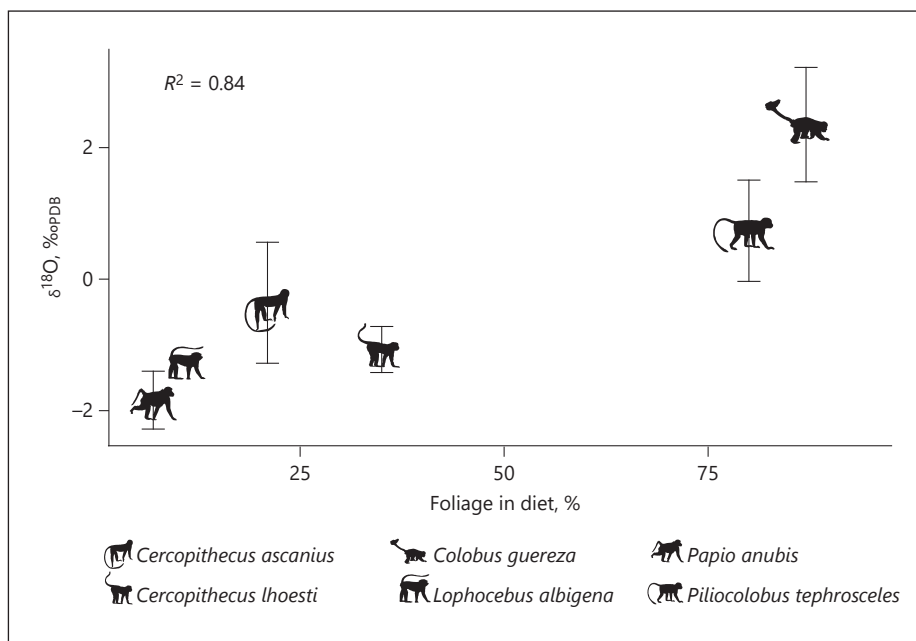 R² = 0.84
2
0
−2
δ¹⁸O, ‰PDB
25 50 75
Foliage in diet, %
Cercopithecus ascanius Colobus guereza Papio anubis
Cercopithecus lhoesti Lophocebus albigena Piliocolobus tephrosceles